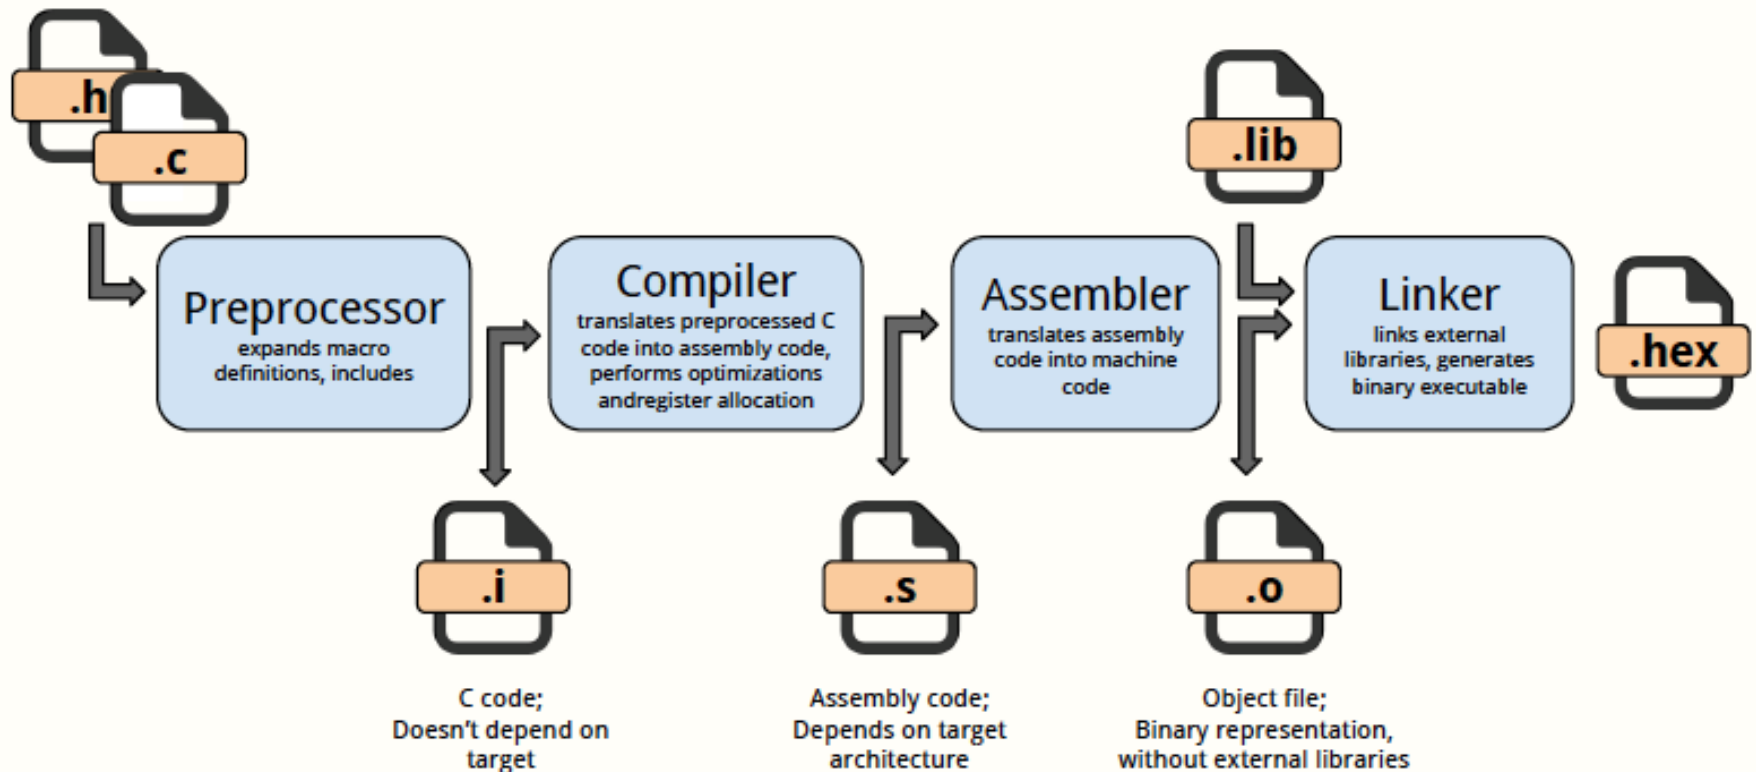 .h
.c
.lib
Preprocessor
expands macro
definitions, includes
Compiler
translates preprocessed C
code into assembly code,
performs optimizations
andregister allocation
Assembler
translates assembly
code into machine
code
Linker
links external
libraries, generates
binary executable
.hex
.i
.s
.o
C code;
Doesn't depend on
target
Assembly code;
Depends on target
architecture
Object file;
Binary representation,
without external libraries